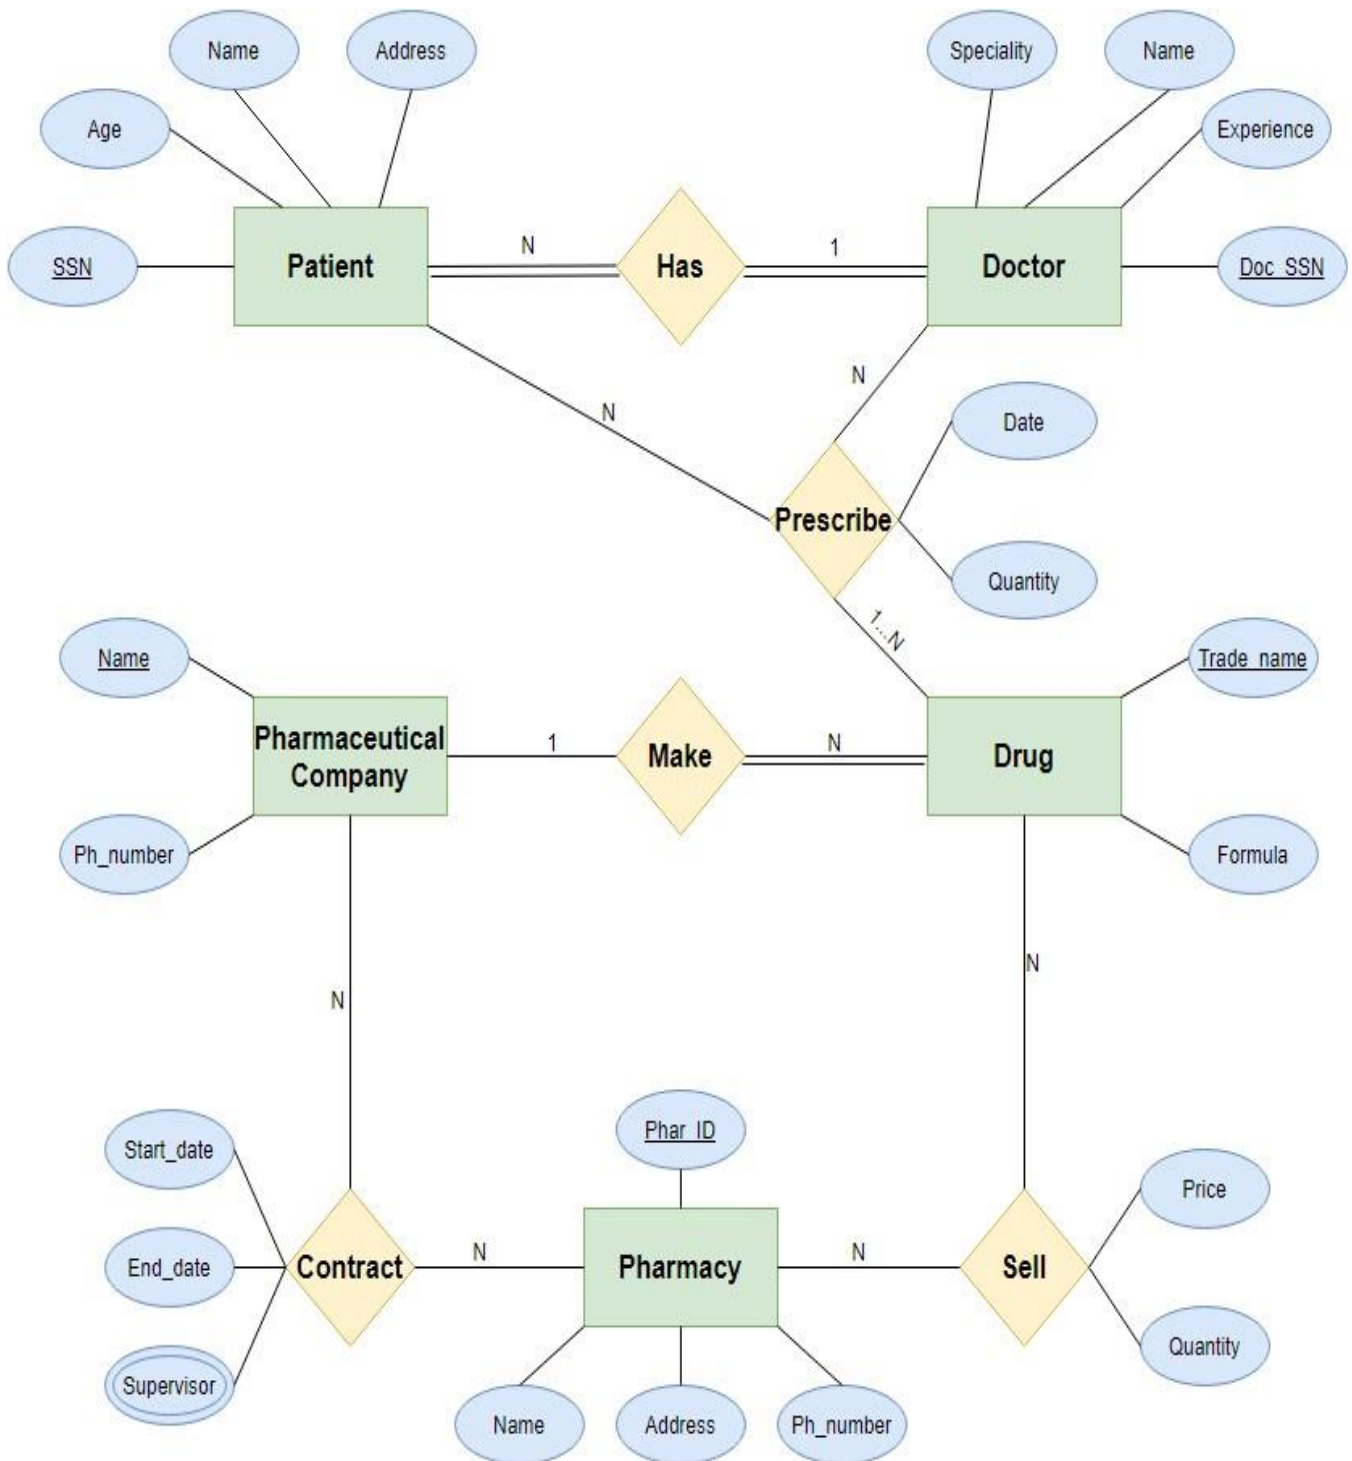 Name
Address
Speciality
Name
Age
Experience
SSN
Patient
N
Has
1
Doctor
Doc_SSN
N
N
Date
Prescribe
Quantity
1...N
Name
Trade_name
Pharmaceutical
Company
1
Make
N
Drug
Ph_number
Formula
N
N
Phar_ID
Start_date
Price
End_date
Contract
N
Pharmacy
N
Sell
Quantity
Supervisor
Name
Address
Ph_number